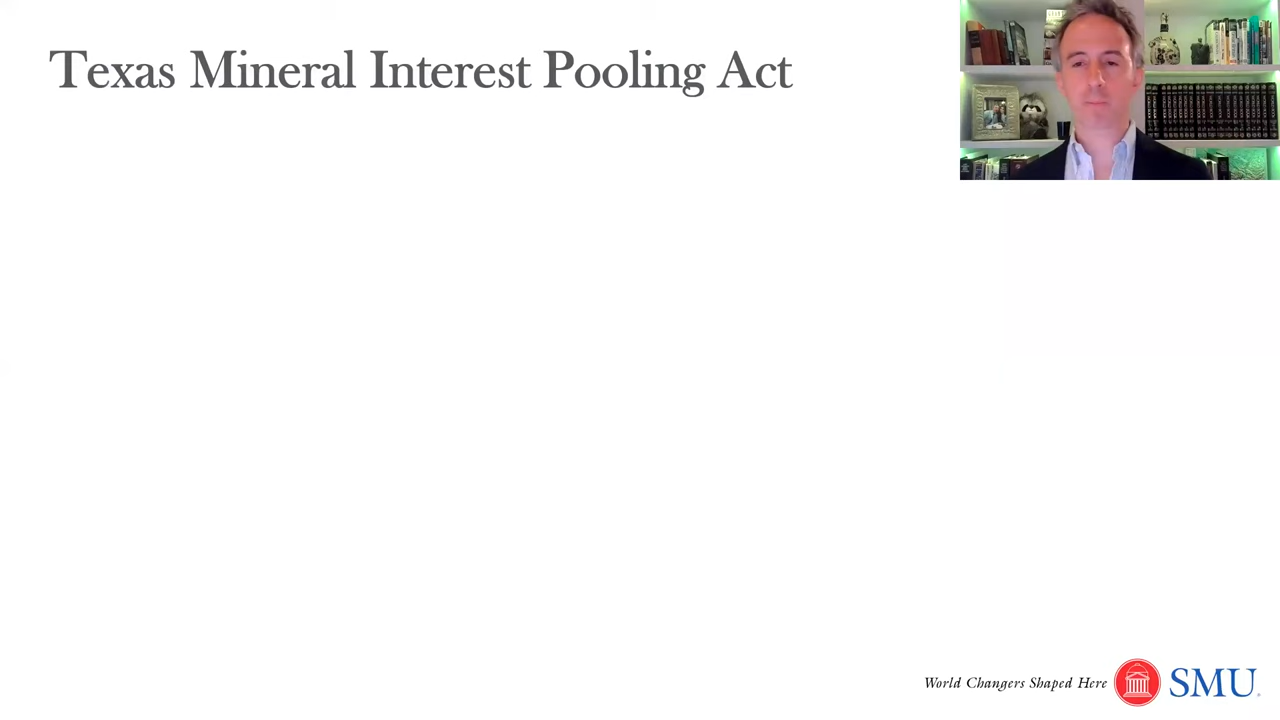 Texas Mineral Interest Pooling Act
World Changers Shaped Here
SMU